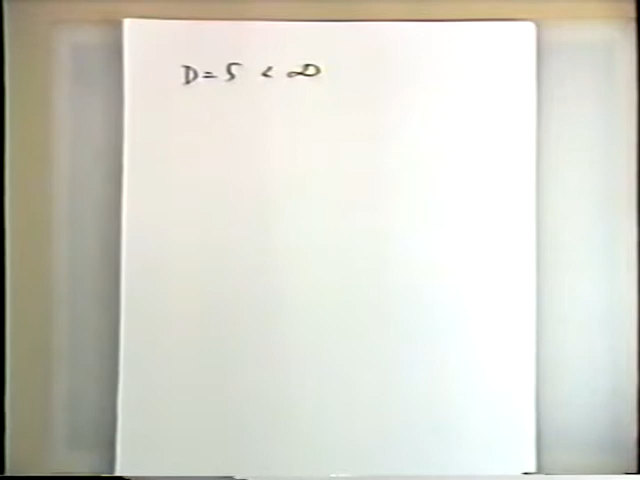 D = 5 < ∞